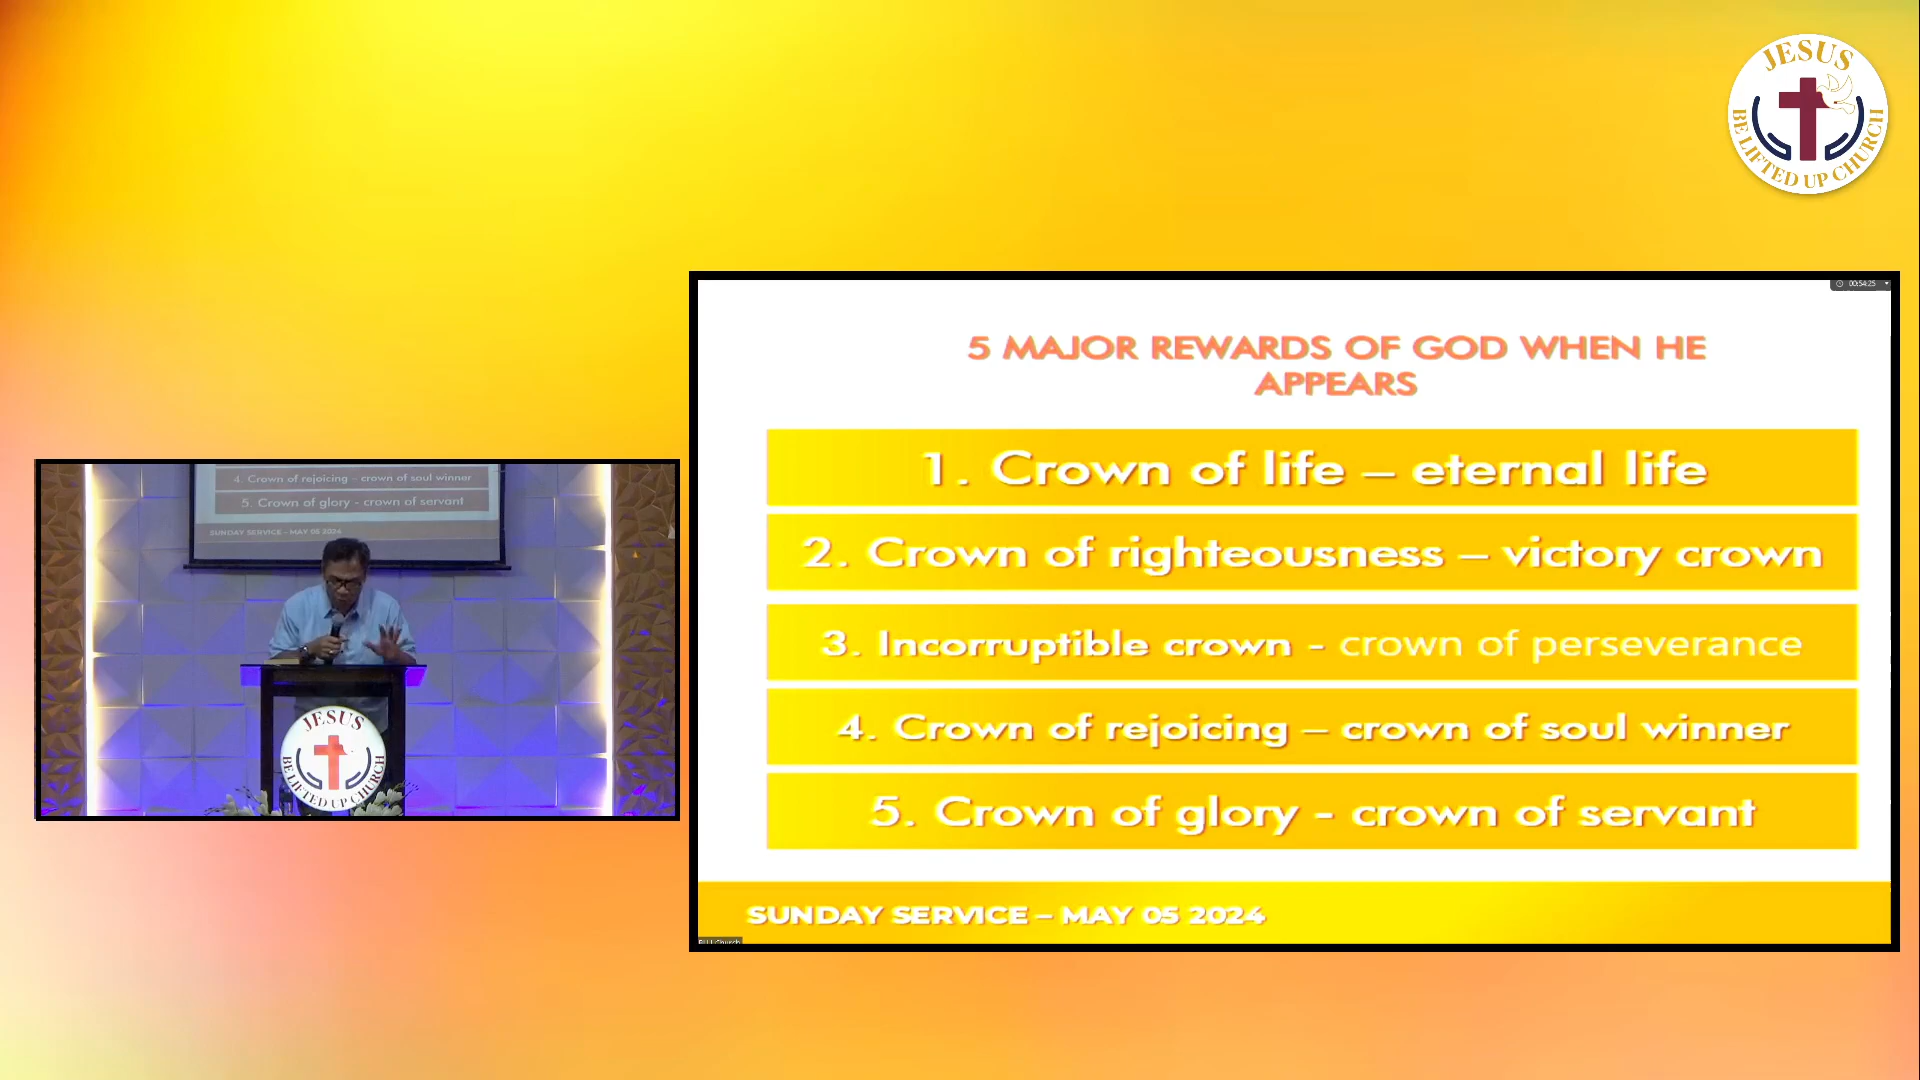 JESUS
BE LIFTED UP CHURCH
00:54:25
5 MAJOR REWARDS OF GOD WHEN HE
APPEARS
1. Crown of life – eternal life
2. Crown of righteousness – victory crown
3. Incorruptible crown - crown of perseverance
4. Crown of rejoicing – crown of soul winner
5. Crown of glory - crown of servant
SUNDAY SERVICE – MAY 05 2024
4. Crown of rejoicing - crown of soul winner
5. Crown of glory - crown of servant
SUNDAY SERVICE - MAY 05 2024
JESUS
BE LIFTED UP CHURCH